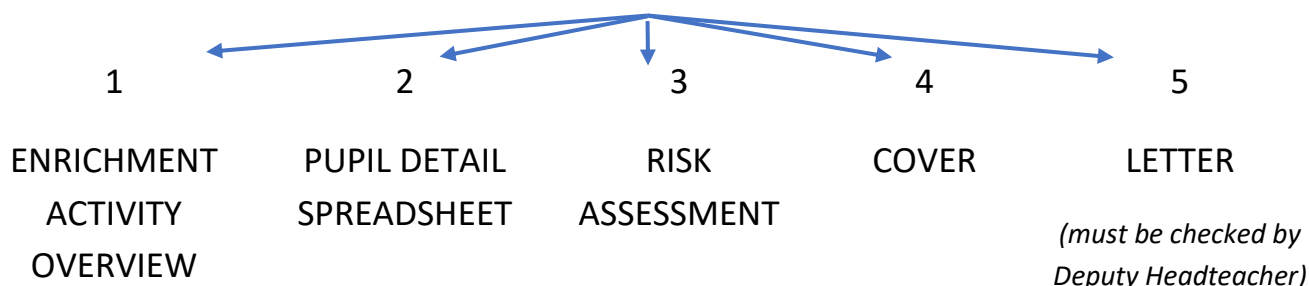 1 2 3 4 5
ENRICHMENT PUPIL DETAIL RISK COVER LETTER
ACTIVITY SPREADSHEET ASSESSMENT
(must be checked by
OVERVIEW
Deputy Headteacher)